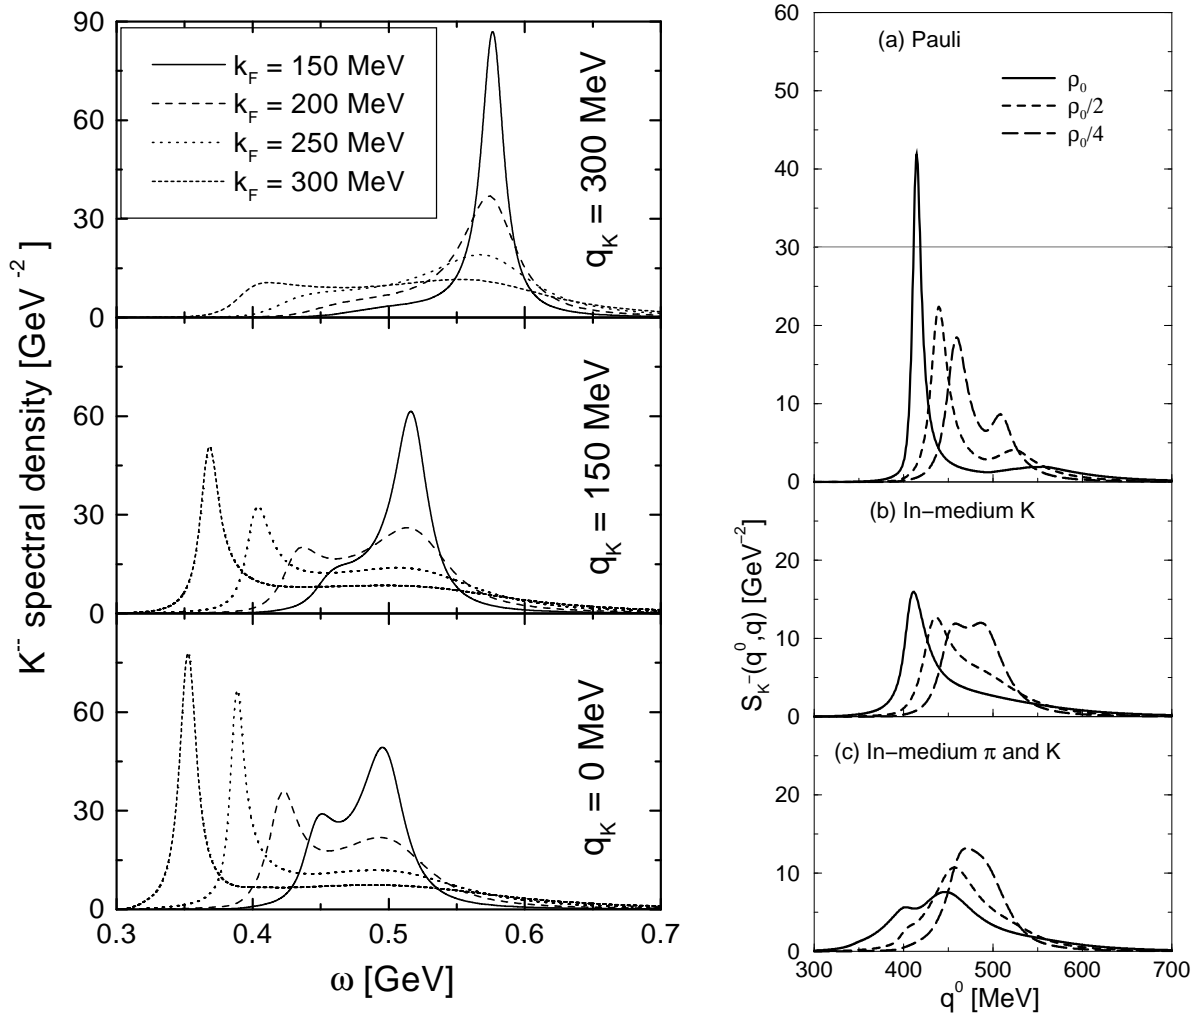 K⁻ spectral density [GeV⁻²]
90
60
30
0
60
30
0
60
30
0
k_F = 150 MeV
k_F = 200 MeV
k_F = 250 MeV
k_F = 300 MeV
q_K = 300 MeV
q_K = 150 MeV
q_K = 0 MeV
0.3 0.4 0.5 0.6 0.7
ω [GeV]
S_K⁻(q⁰,q) [GeV⁻²]
60
50
40
30
20
10
0
20
10
0
20
10
0
(a) Pauli
ρ₀
ρ₀/2
ρ₀/4
(b) In−medium K
(c) In−medium π and K
300 400 500 600 700
q⁰ [MeV]